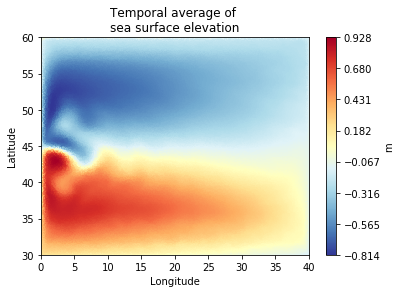 Temporal average of
sea surface elevation
60
55
50
45
40
35
30
Latitude
0 5 10 15 20 25 30 35 40
Longitude
0.928
0.680
0.431
0.182
−0.067
−0.316
−0.565
−0.814
m